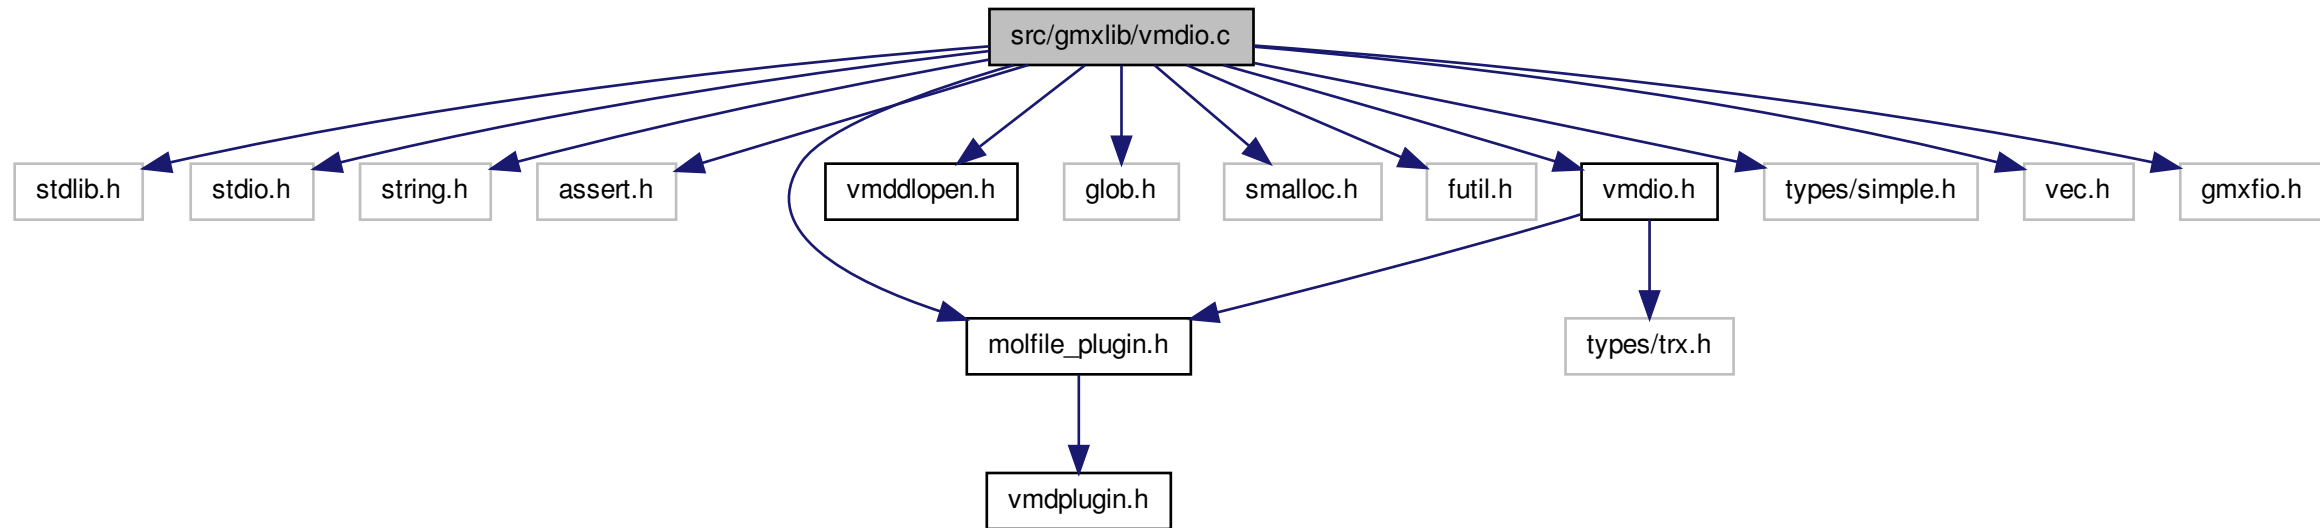 src/gmxlib/vmdio.c
stdlib.h
stdio.h
string.h
assert.h
vmddlopen.h
glob.h
smalloc.h
futil.h
vmdio.h
types/simple.h
vec.h
gmxfio.h
molfile_plugin.h
types/trx.h
vmdplugin.h